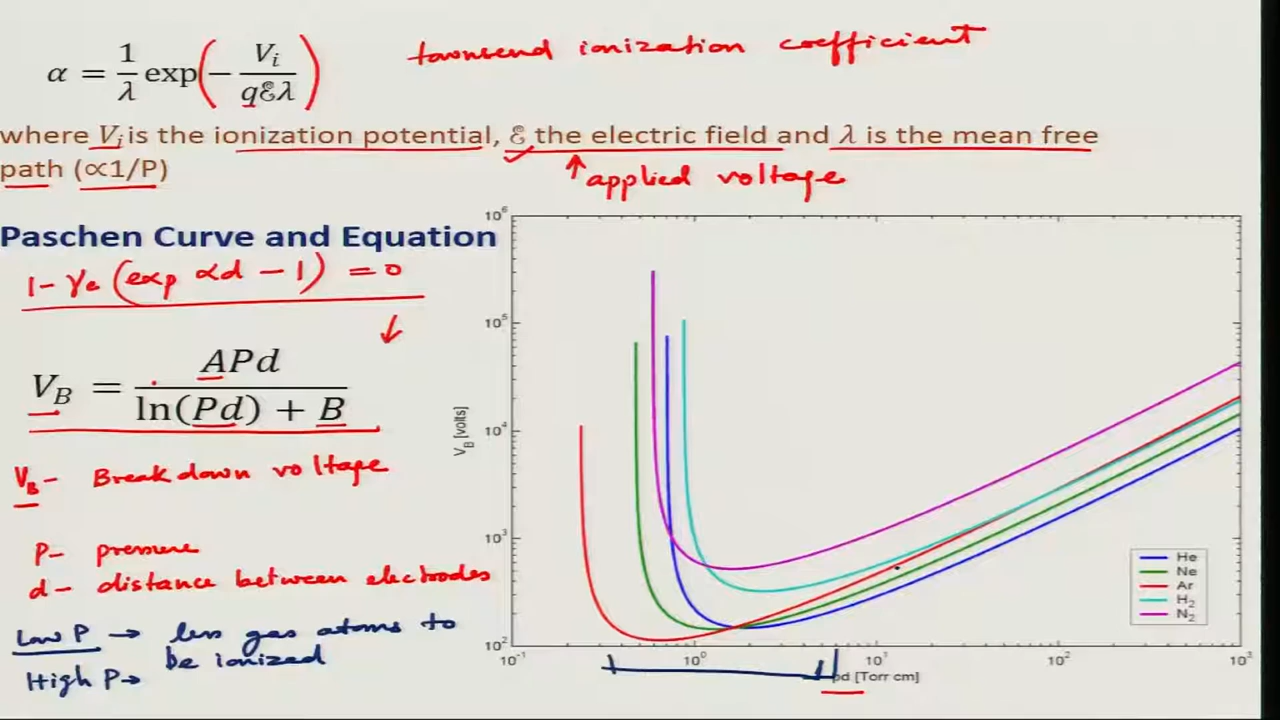 α = 1/λ exp(− Vᵢ/qℰλ)
townsend ionization coefficient
where Vᵢ is the ionization potential, ℰ the electric field and λ is the mean free
path (∝1/P)
↑ applied voltage
Paschen Curve and Equation
1 - γe (exp αd - 1) = 0
↓
V_B = APd / ln(Pd) + B
V_B - Breakdown voltage
P - pressure
d - distance between electrodes
Low P → less gas atoms to
be ionized
High P →
10⁶
10⁵
10⁴
10³
10²
V_B [volts]
10⁻¹ 10⁰ 10¹ 10² 10³
pd [Torr cm]
He
Ne
Ar
H₂
N₂